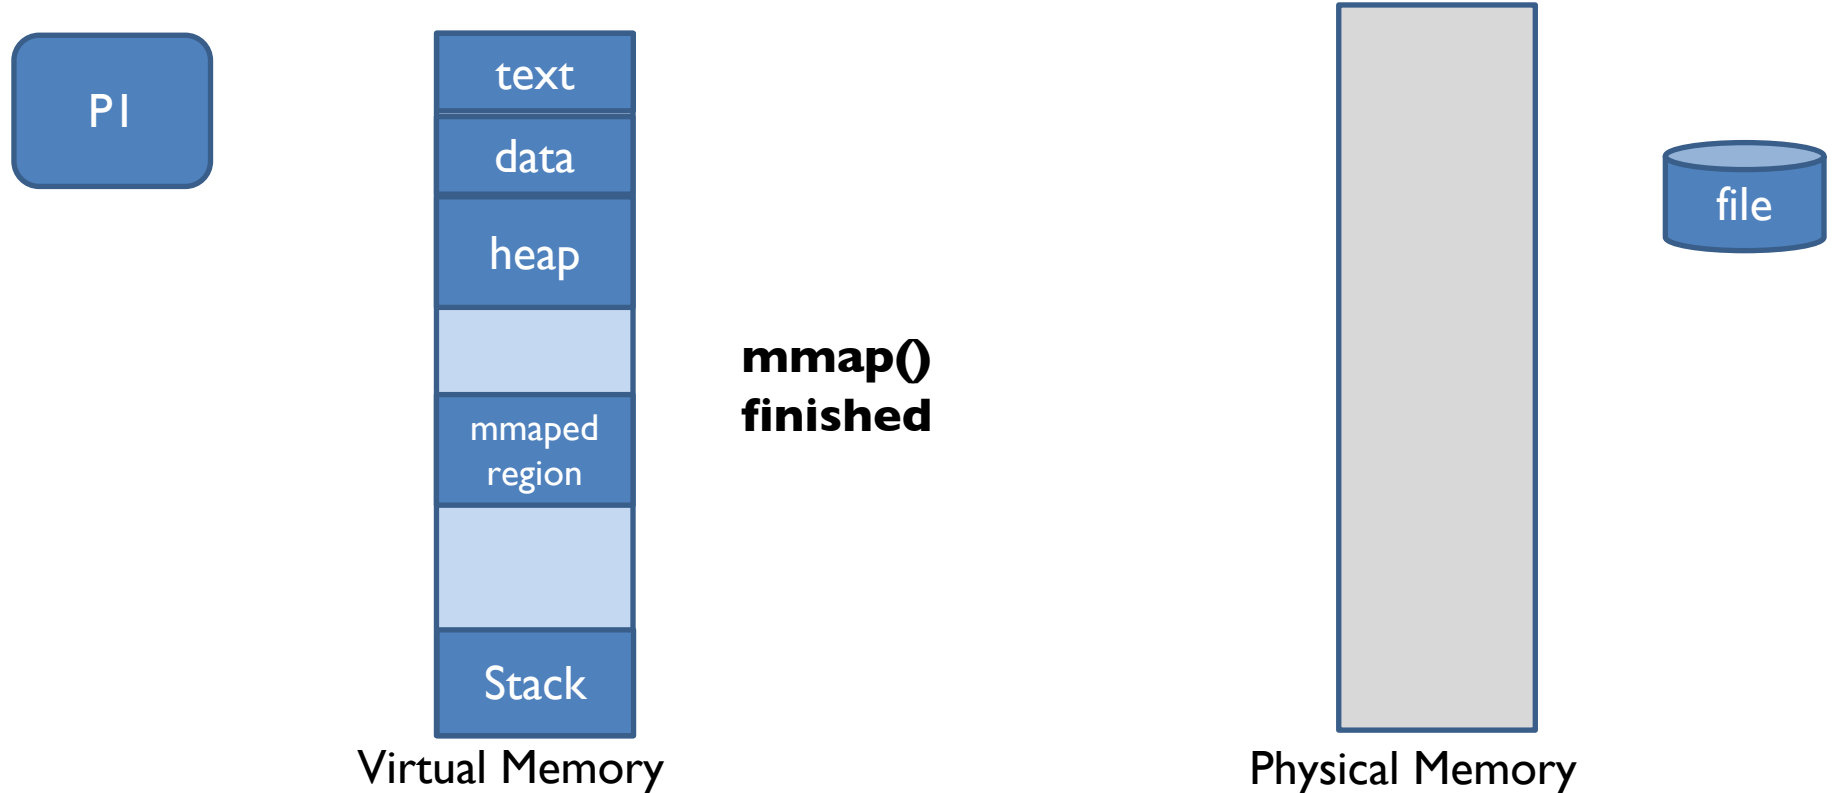 P1
text
data
heap
mmaped
region
Stack
Virtual Memory
mmap()
finished
Physical Memory
file